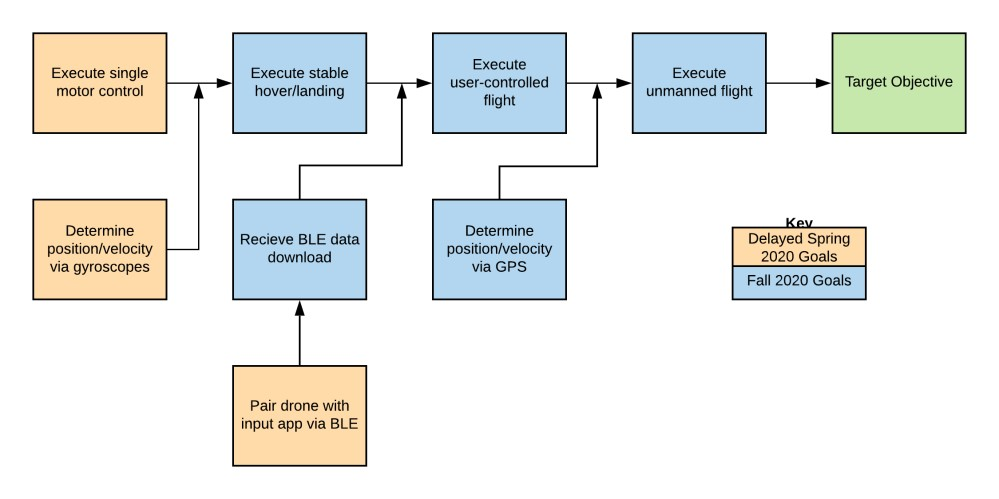 Execute single
motor control
Execute stable
hover/landing
Execute
user-controlled
flight
Execute
unmanned flight
Target Objective
Determine
position/velocity
via gyroscopes
Recieve BLE data
download
Determine
position/velocity
via GPS
Key
Delayed Spring
2020 Goals
Fall 2020 Goals
Pair drone with
input app via BLE